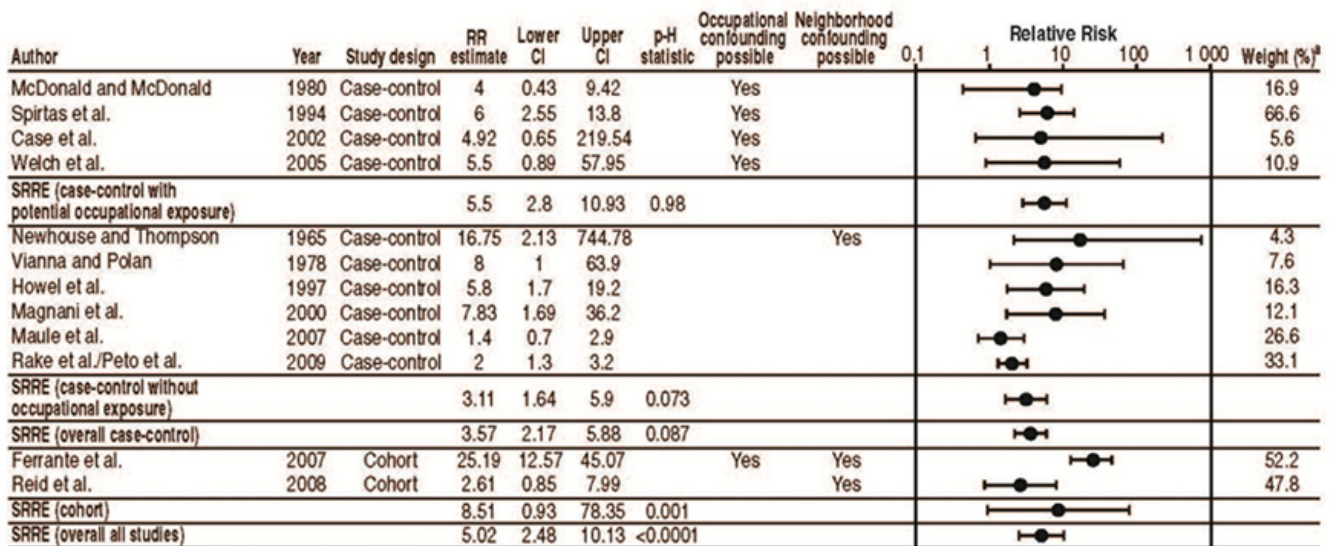 Author Year Study design RR estimate Lower CI Upper CI p-H statistic Occupational confounding possible Neighborhood confounding possible Relative Risk Weight (%)a
0.1 1 10 100 1 000
McDonald and McDonald 1980 Case-control 4 0.43 9.42 Yes 16.9
Spirtas et al. 1994 Case-control 6 2.55 13.8 Yes 66.6
Case et al. 2002 Case-control 4.92 0.65 219.54 Yes 5.6
Welch et al. 2005 Case-control 5.5 0.89 57.95 Yes 10.9
SRRE (case-control with
potential occupational exposure) 5.5 2.8 10.93 0.98
Newhouse and Thompson 1965 Case-control 16.75 2.13 744.78 Yes 4.3
Vianna and Polan 1978 Case-control 8 1 63.9 7.6
Howel et al. 1997 Case-control 5.8 1.7 19.2 16.3
Magnani et al. 2000 Case-control 7.83 1.69 36.2 12.1
Maule et al. 2007 Case-control 1.4 0.7 2.9 26.6
Rake et al./Peto et al. 2009 Case-control 2 1.3 3.2 33.1
SRRE (case-control without
occupational exposure) 3.11 1.64 5.9 0.073
SRRE (overall case-control) 3.57 2.17 5.88 0.087
Ferrante et al. 2007 Cohort 25.19 12.57 45.07 Yes Yes 52.2
Reid et al. 2008 Cohort 2.61 0.85 7.99 Yes 47.8
SRRE (cohort) 8.51 0.93 78.35 0.001
SRRE (overall all studies) 5.02 2.48 10.13 <0.0001